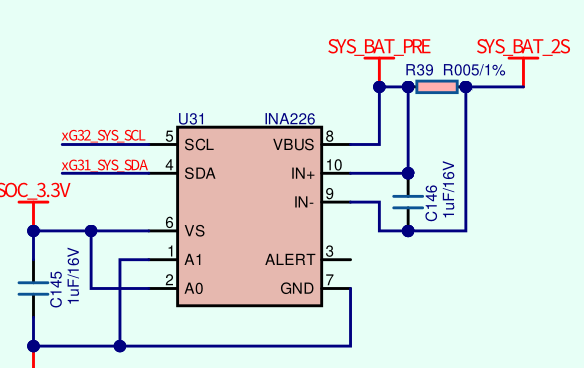 SYS_BAT_PRE SYS_BAT_2S
R39 R005/1%
U31 INA226
xG32_SYS_SCL 5 SCL VBUS 8
xG31_SYS_SDA 4 SDA IN+ 10
IN- 9
C146
1uF/16V
SOC_3.3V
6 VS
1 A1 ALERT 3
2 A0 GND 7
C145
1uF/16V